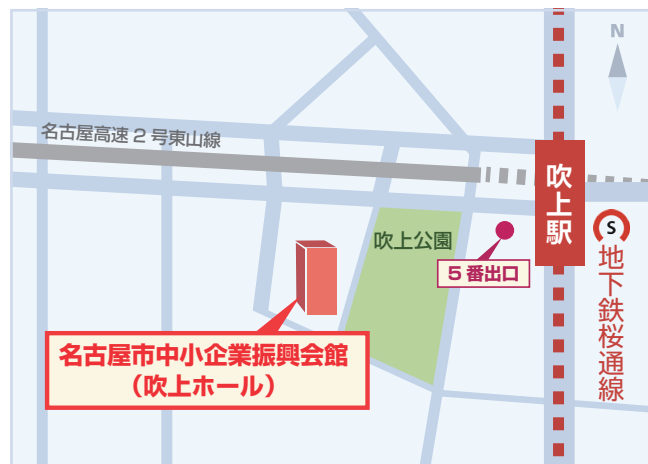 N
名古屋高速2号東山線
吹上駅
S
地下鉄桜通線
吹上公園
5番出口
名古屋市中小企業振興会館
（吹上ホール）